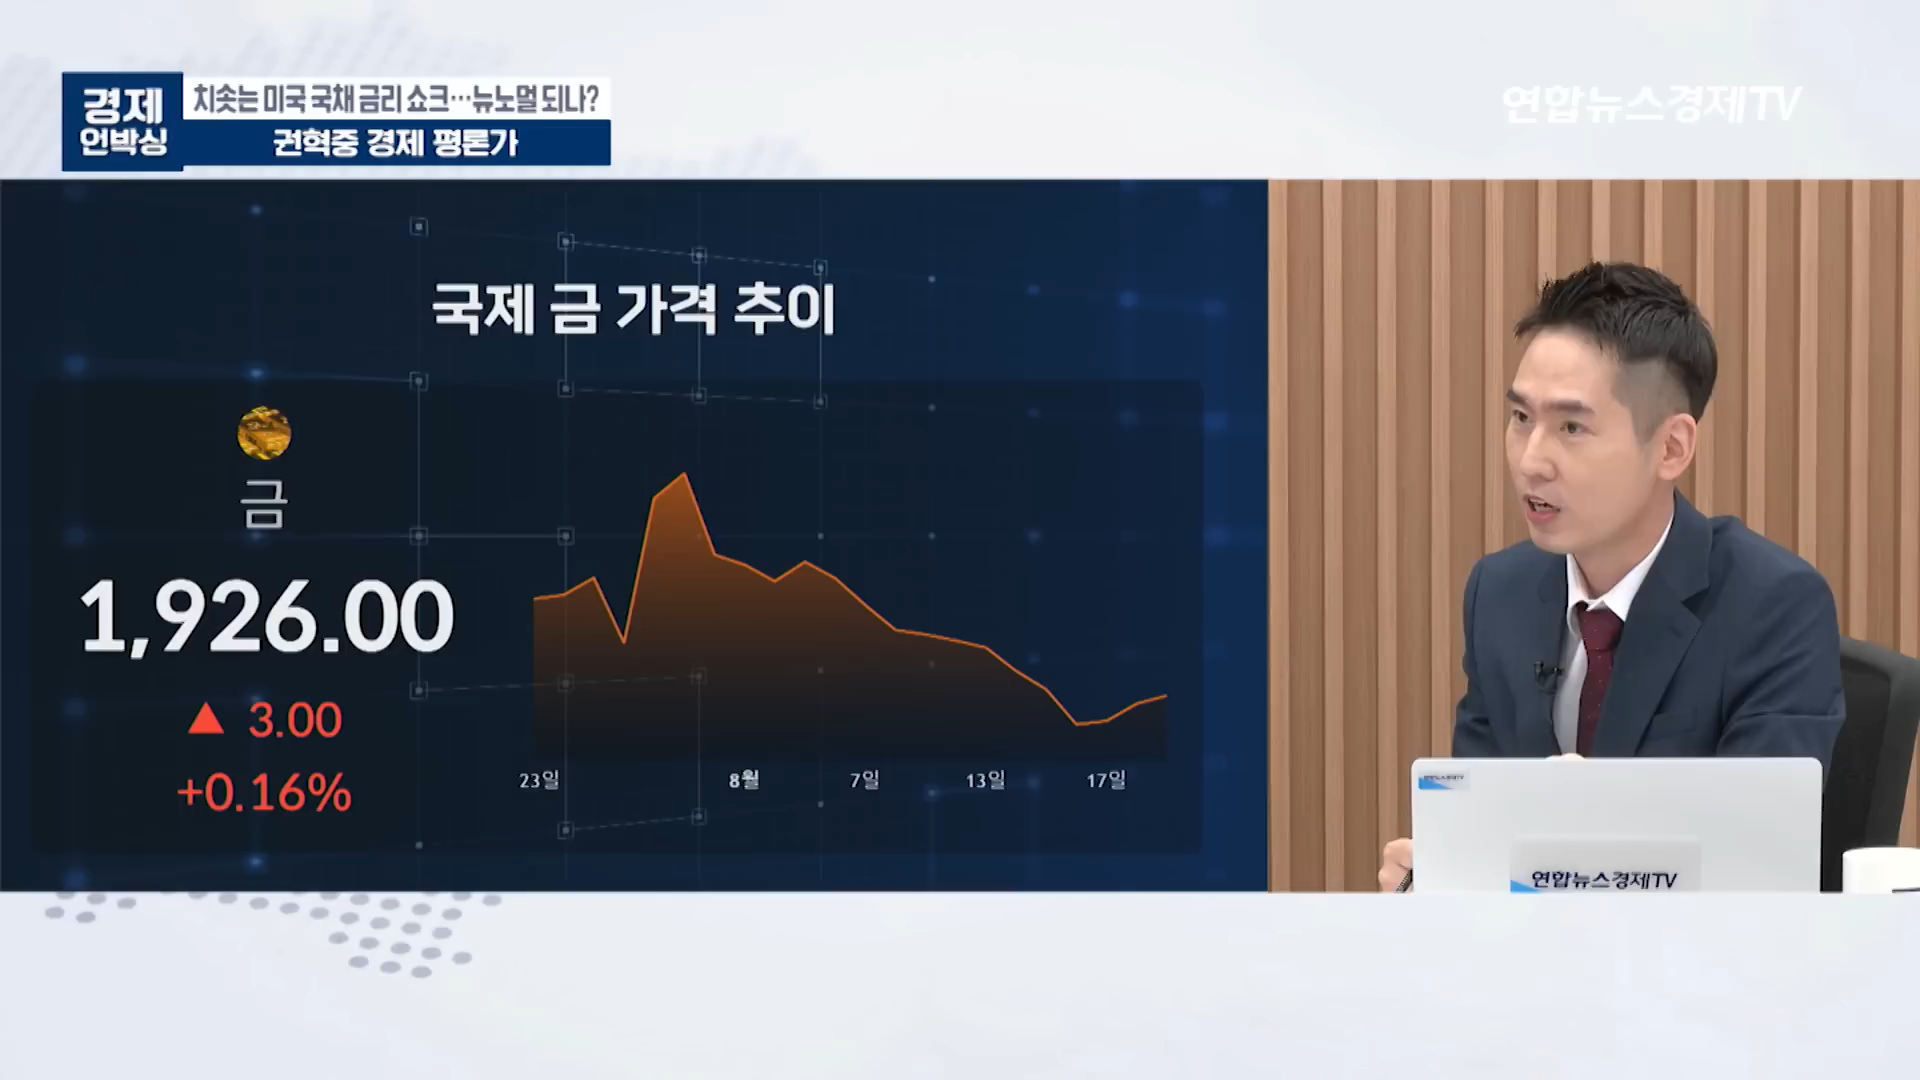 경제
언박싱
치솟는 미국 국채 금리 쇼크…뉴노멀 되나?
권혁중 경제 평론가
연합뉴스경제TV
국제 금 가격 추이
금
1,926.00
▲ 3.00
+0.16%
23일 8월 7일 13일 17일
연합뉴스경제TV